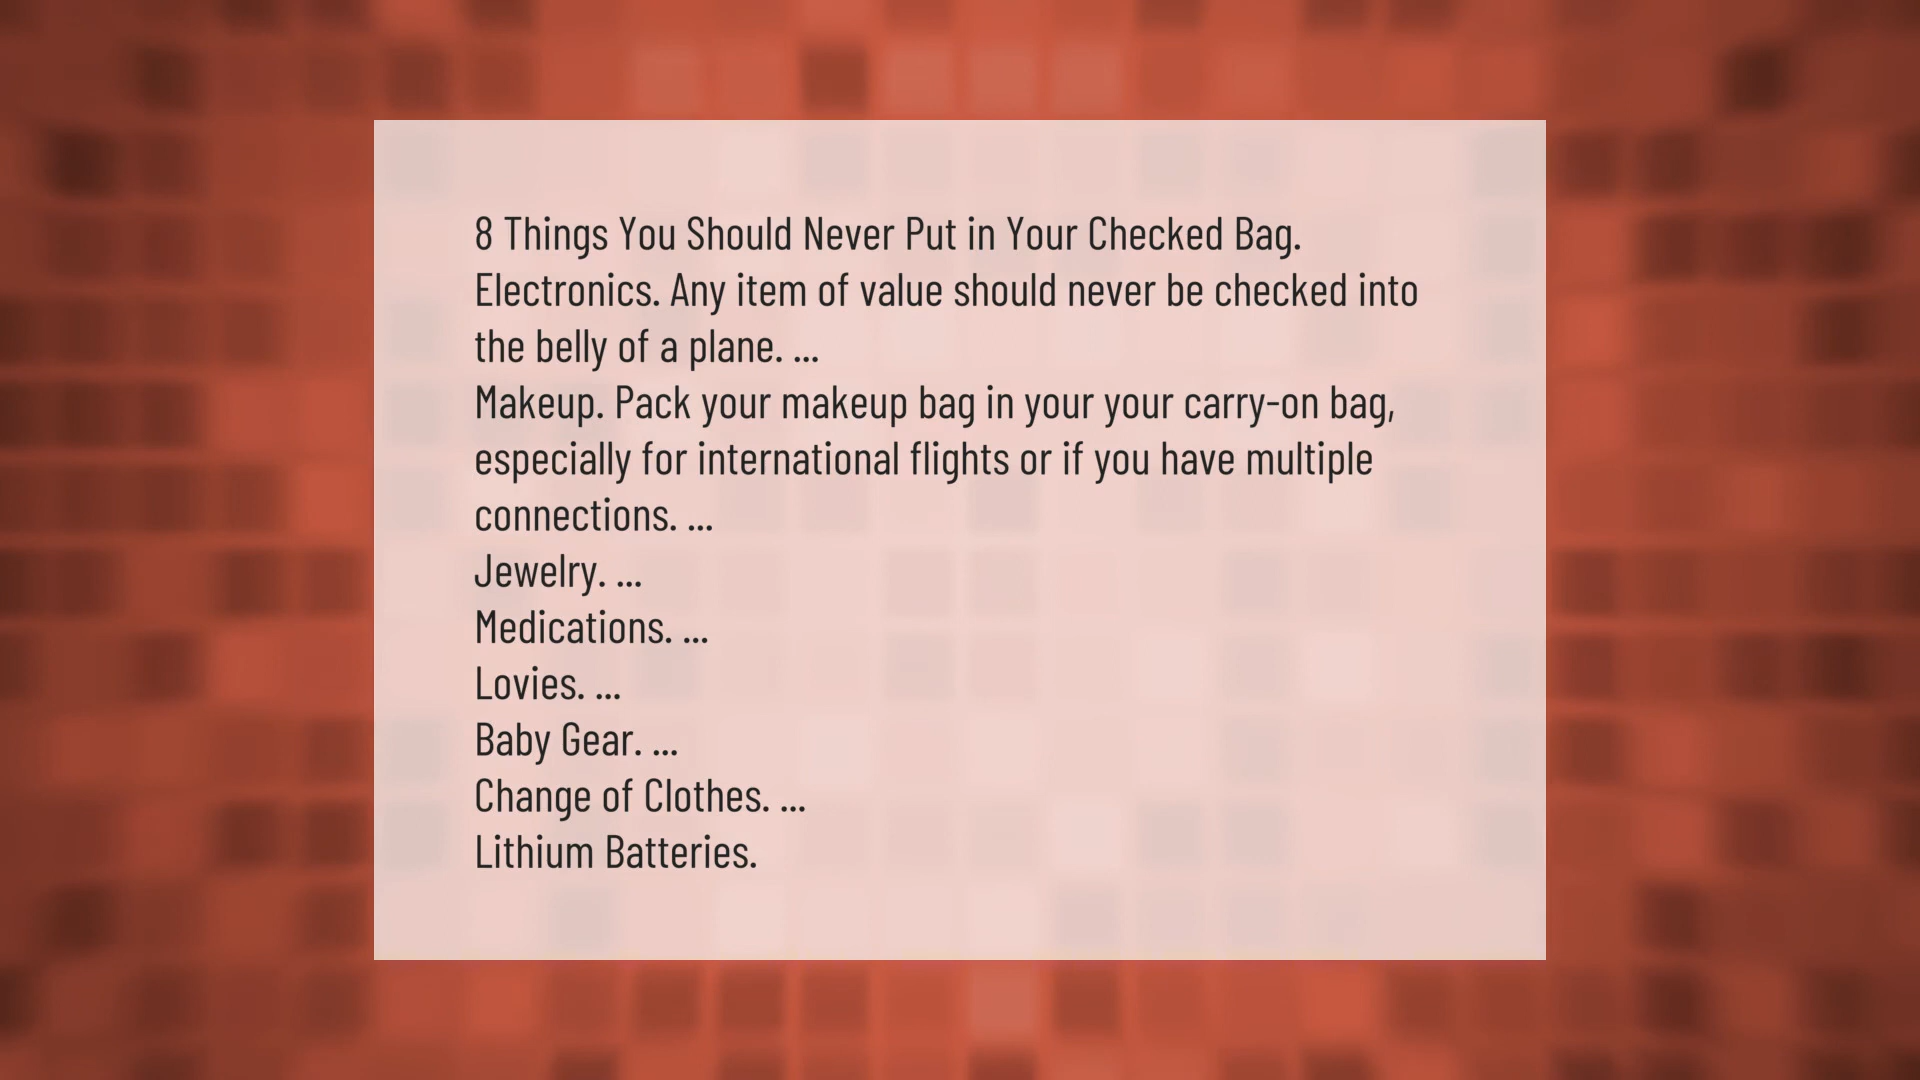 8 Things You Should Never Put in Your Checked Bag.
Electronics. Any item of value should never be checked into
the belly of a plane. ...
Makeup. Pack your makeup bag in your your carry-on bag,
especially for international flights or if you have multiple
connections. ...
Jewelry. ...
Medications. ...
Lovies. ...
Baby Gear. ...
Change of Clothes. ...
Lithium Batteries.